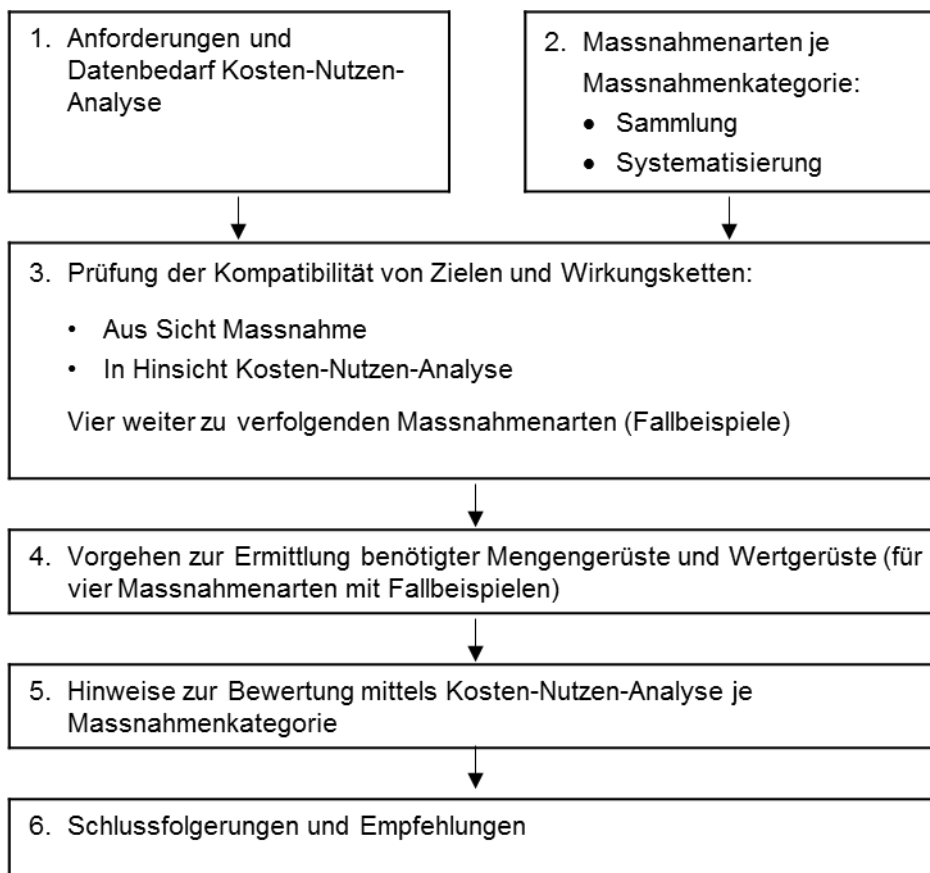 1. Anforderungen und
Datenbedarf Kosten-Nutzen-
Analyse
2. Massnahmenarten je
Massnahmenkategorie:
• Sammlung
• Systematisierung
3. Prüfung der Kompatibilität von Zielen und Wirkungsketten:
• Aus Sicht Massnahme
• In Hinsicht Kosten-Nutzen-Analyse
Vier weiter zu verfolgenden Massnahmenarten (Fallbeispiele)
4. Vorgehen zur Ermittlung benötigter Mengengerüste und Wertgerüste (für
vier Massnahmenarten mit Fallbeispielen)
5. Hinweise zur Bewertung mittels Kosten-Nutzen-Analyse je
Massnahmenkategorie
6. Schlussfolgerungen und Empfehlungen